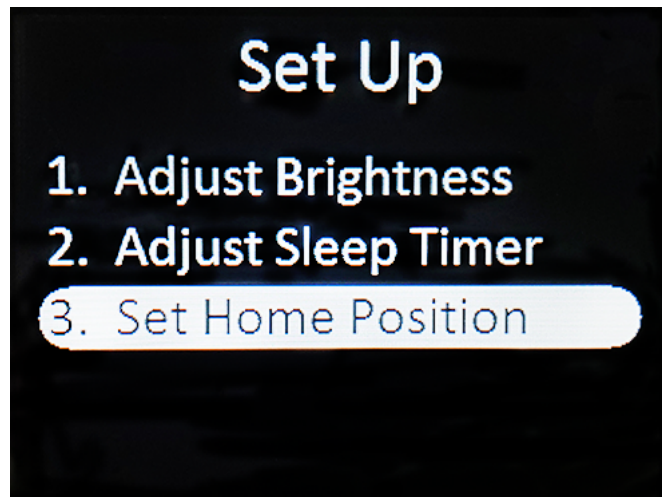 Set Up
1. Adjust Brightness
2. Adjust Sleep Timer
3. Set Home Position